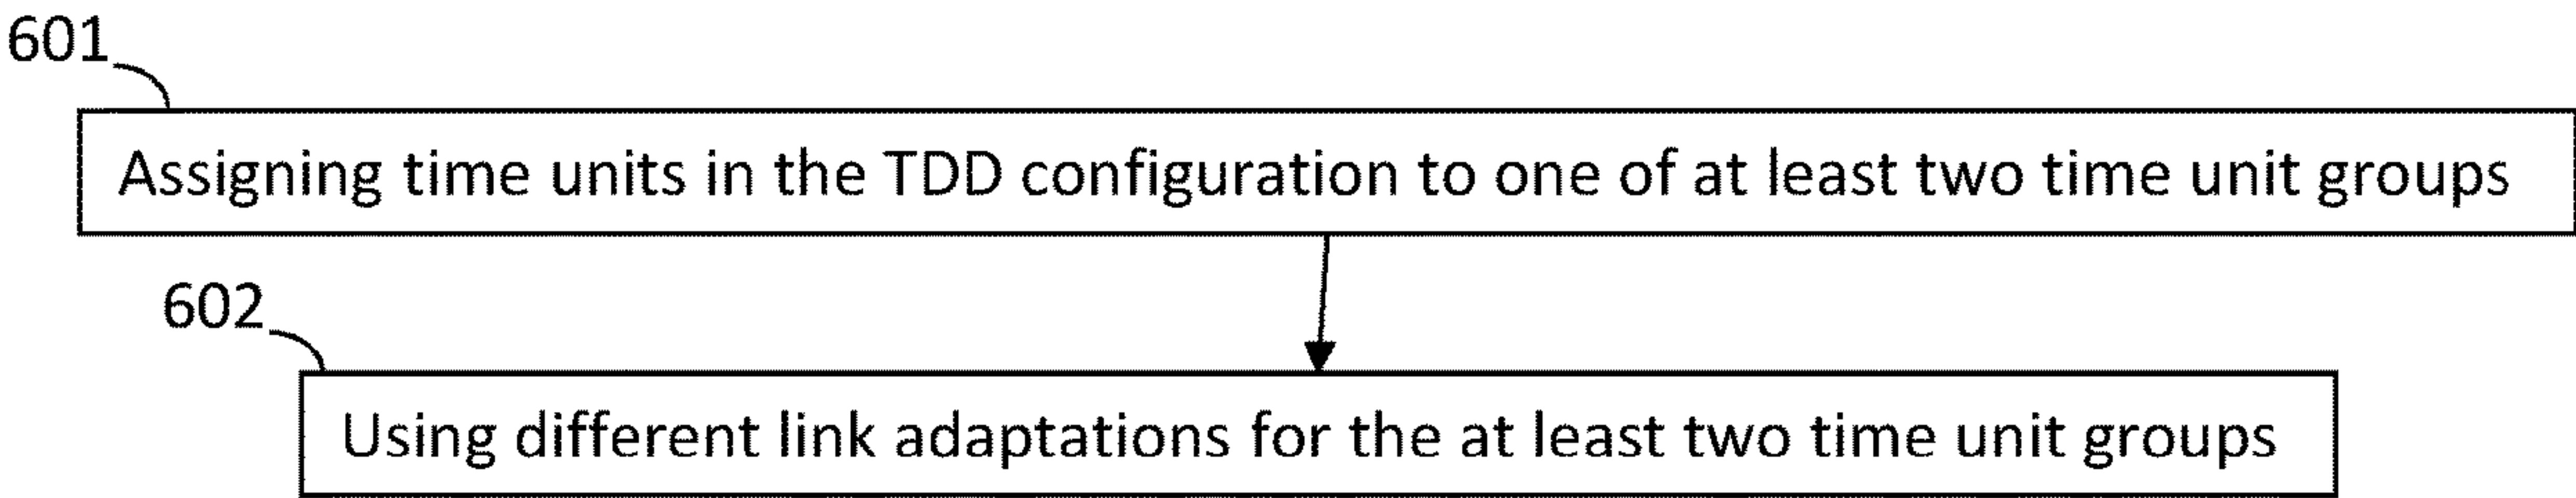 601
Assigning time units in the TDD configuration to one of at least two time unit groups
602
Using different link adaptations for the at least two time unit groups